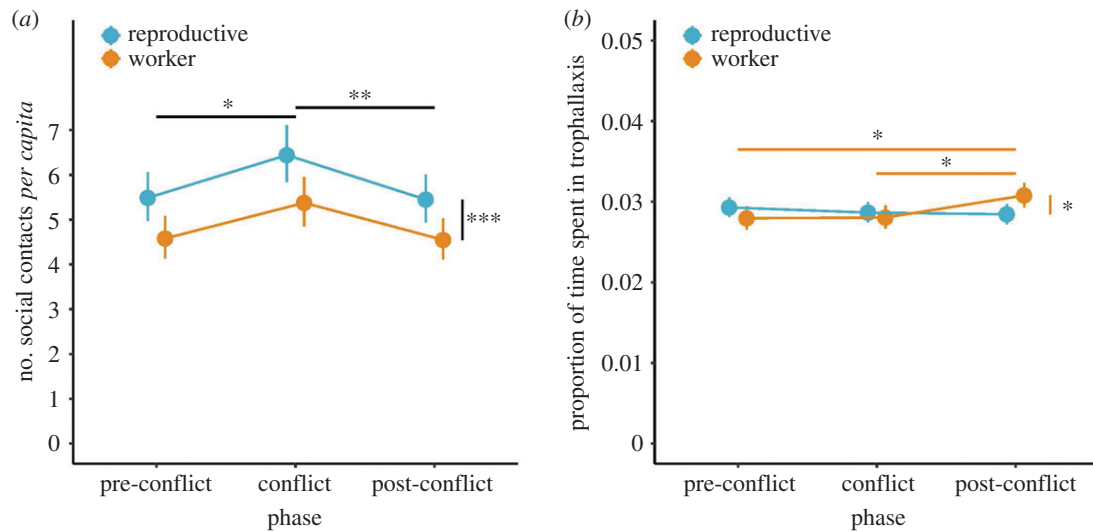 (a)
reproductive
worker
*
**
***
7
6
5
4
3
2
1
0
no. social contacts per capita
pre-conflict conflict post-conflict
phase
(b)
reproductive
worker
*
*
*
0.05
0.04
0.03
0.02
0.01
0
proportion of time spent in trophallaxis
pre-conflict conflict post-conflict
phase